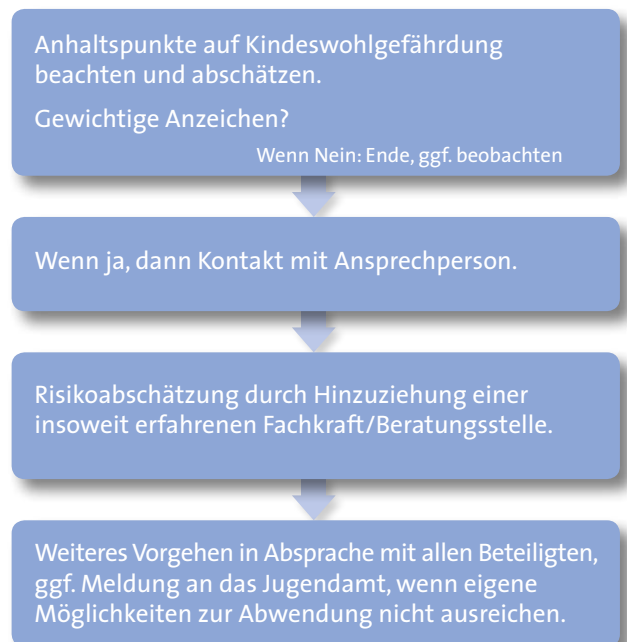 Anhaltspunkte auf Kindeswohlgefährdung
beachten und abschätzen.
Gewichtige Anzeichen?
Wenn Nein: Ende, ggf. beobachten
Wenn ja, dann Kontakt mit Ansprechperson.
Risikoabschätzung durch Hinzuziehung einer
insoweit erfahrenen Fachkraft/Beratungsstelle.
Weiteres Vorgehen in Absprache mit allen Beteiligten,
ggf. Meldung an das Jugendamt, wenn eigene
Möglichkeiten zur Abwendung nicht ausreichen.